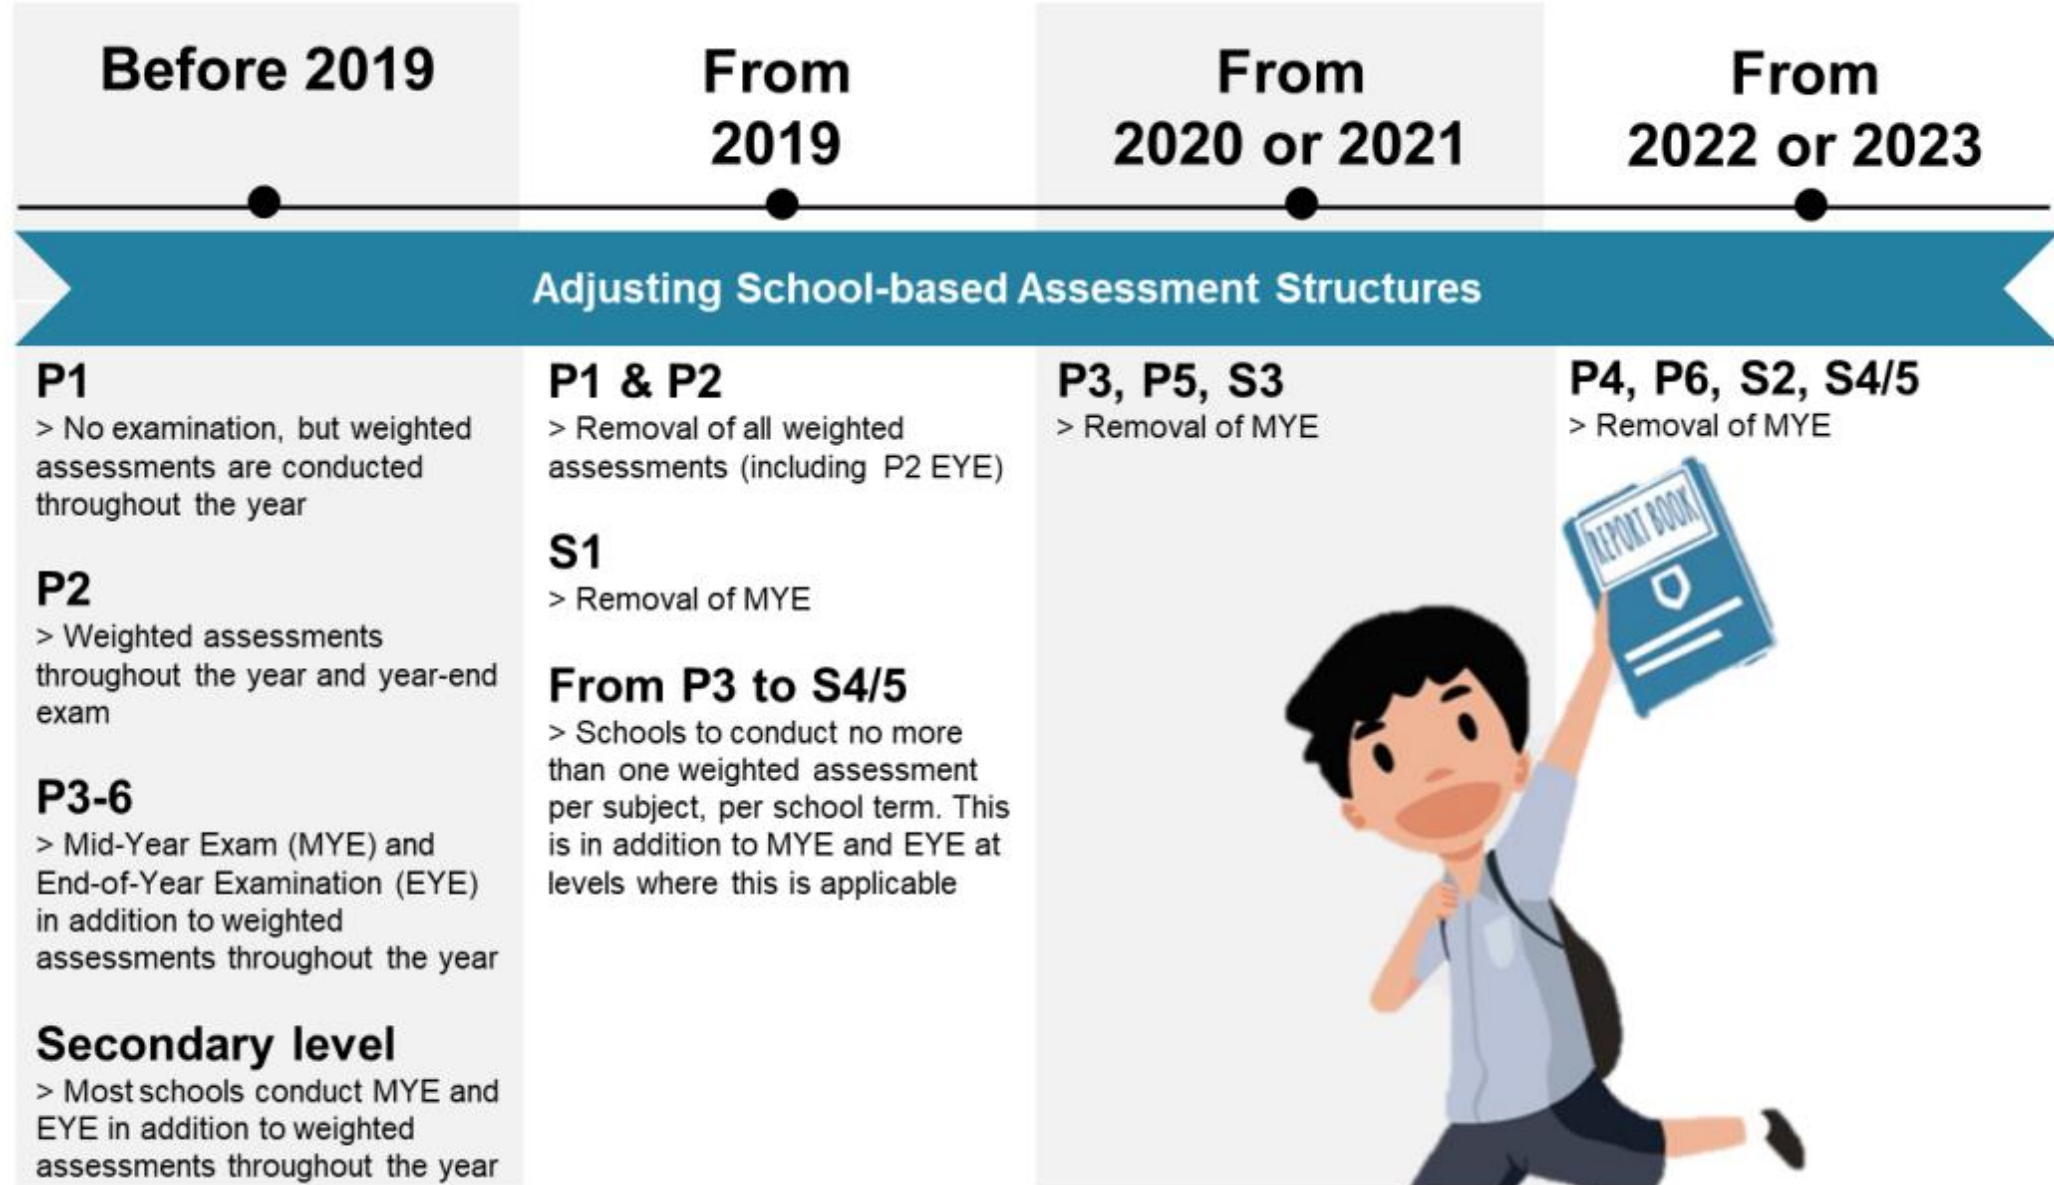 Before 2019
From
2019
From
2020 or 2021
From
2022 or 2023
Adjusting School-based Assessment Structures
P1
> No examination, but weighted
assessments are conducted
throughout the year
P2
> Weighted assessments
throughout the year and year-end
exam
P3-6
> Mid-Year Exam (MYE) and
End-of-Year Examination (EYE)
in addition to weighted
assessments throughout the year
Secondary level
> Most schools conduct MYE and
EYE in addition to weighted
assessments throughout the year
P1 & P2
> Removal of all weighted
assessments (including P2 EYE)
S1
> Removal of MYE
From P3 to S4/5
> Schools to conduct no more
than one weighted assessment
per subject, per school term. This
is in addition to MYE and EYE at
levels where this is applicable
P3, P5, S3
> Removal of MYE
P4, P6, S2, S4/5
> Removal of MYE
REPORT BOOK